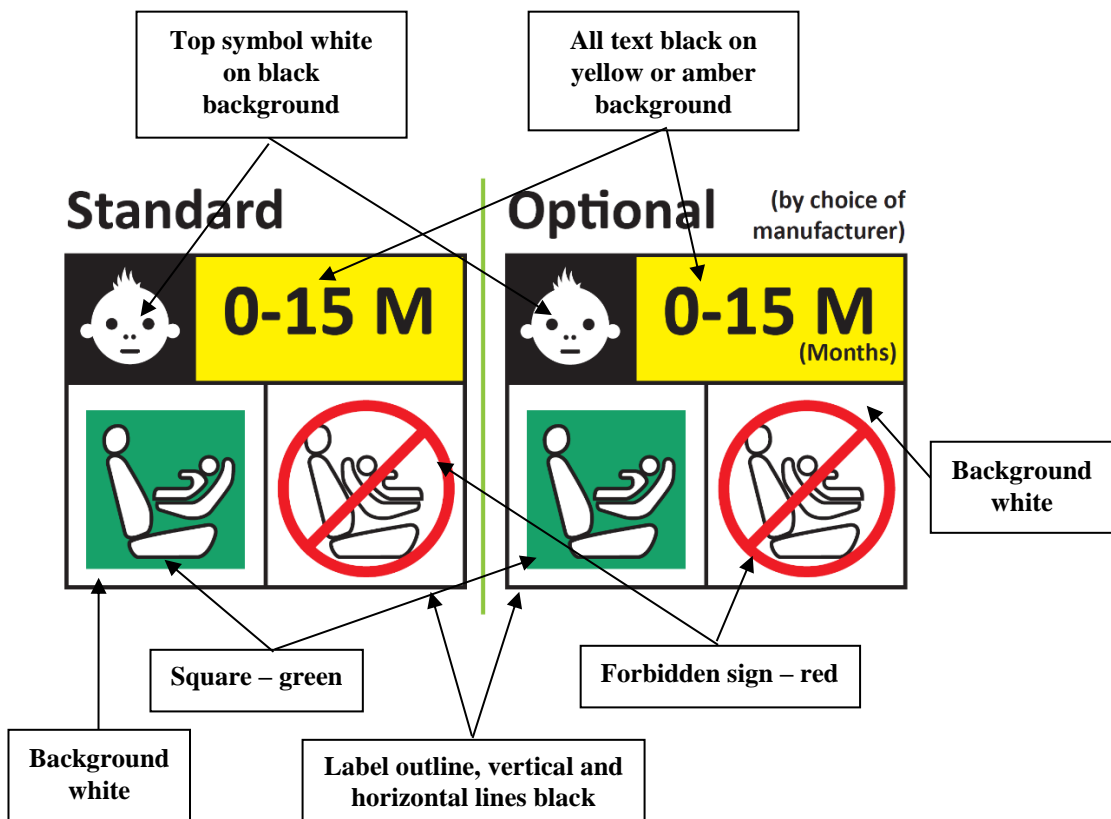 Top symbol white
on black
background
All text black on
yellow or amber
background
Standard
Optional
(by choice of
manufacturer)
0-15 M
0-15 M
(Months)
Background
white
Square – green
Forbidden sign – red
Background
white
Label outline, vertical and
horizontal lines black